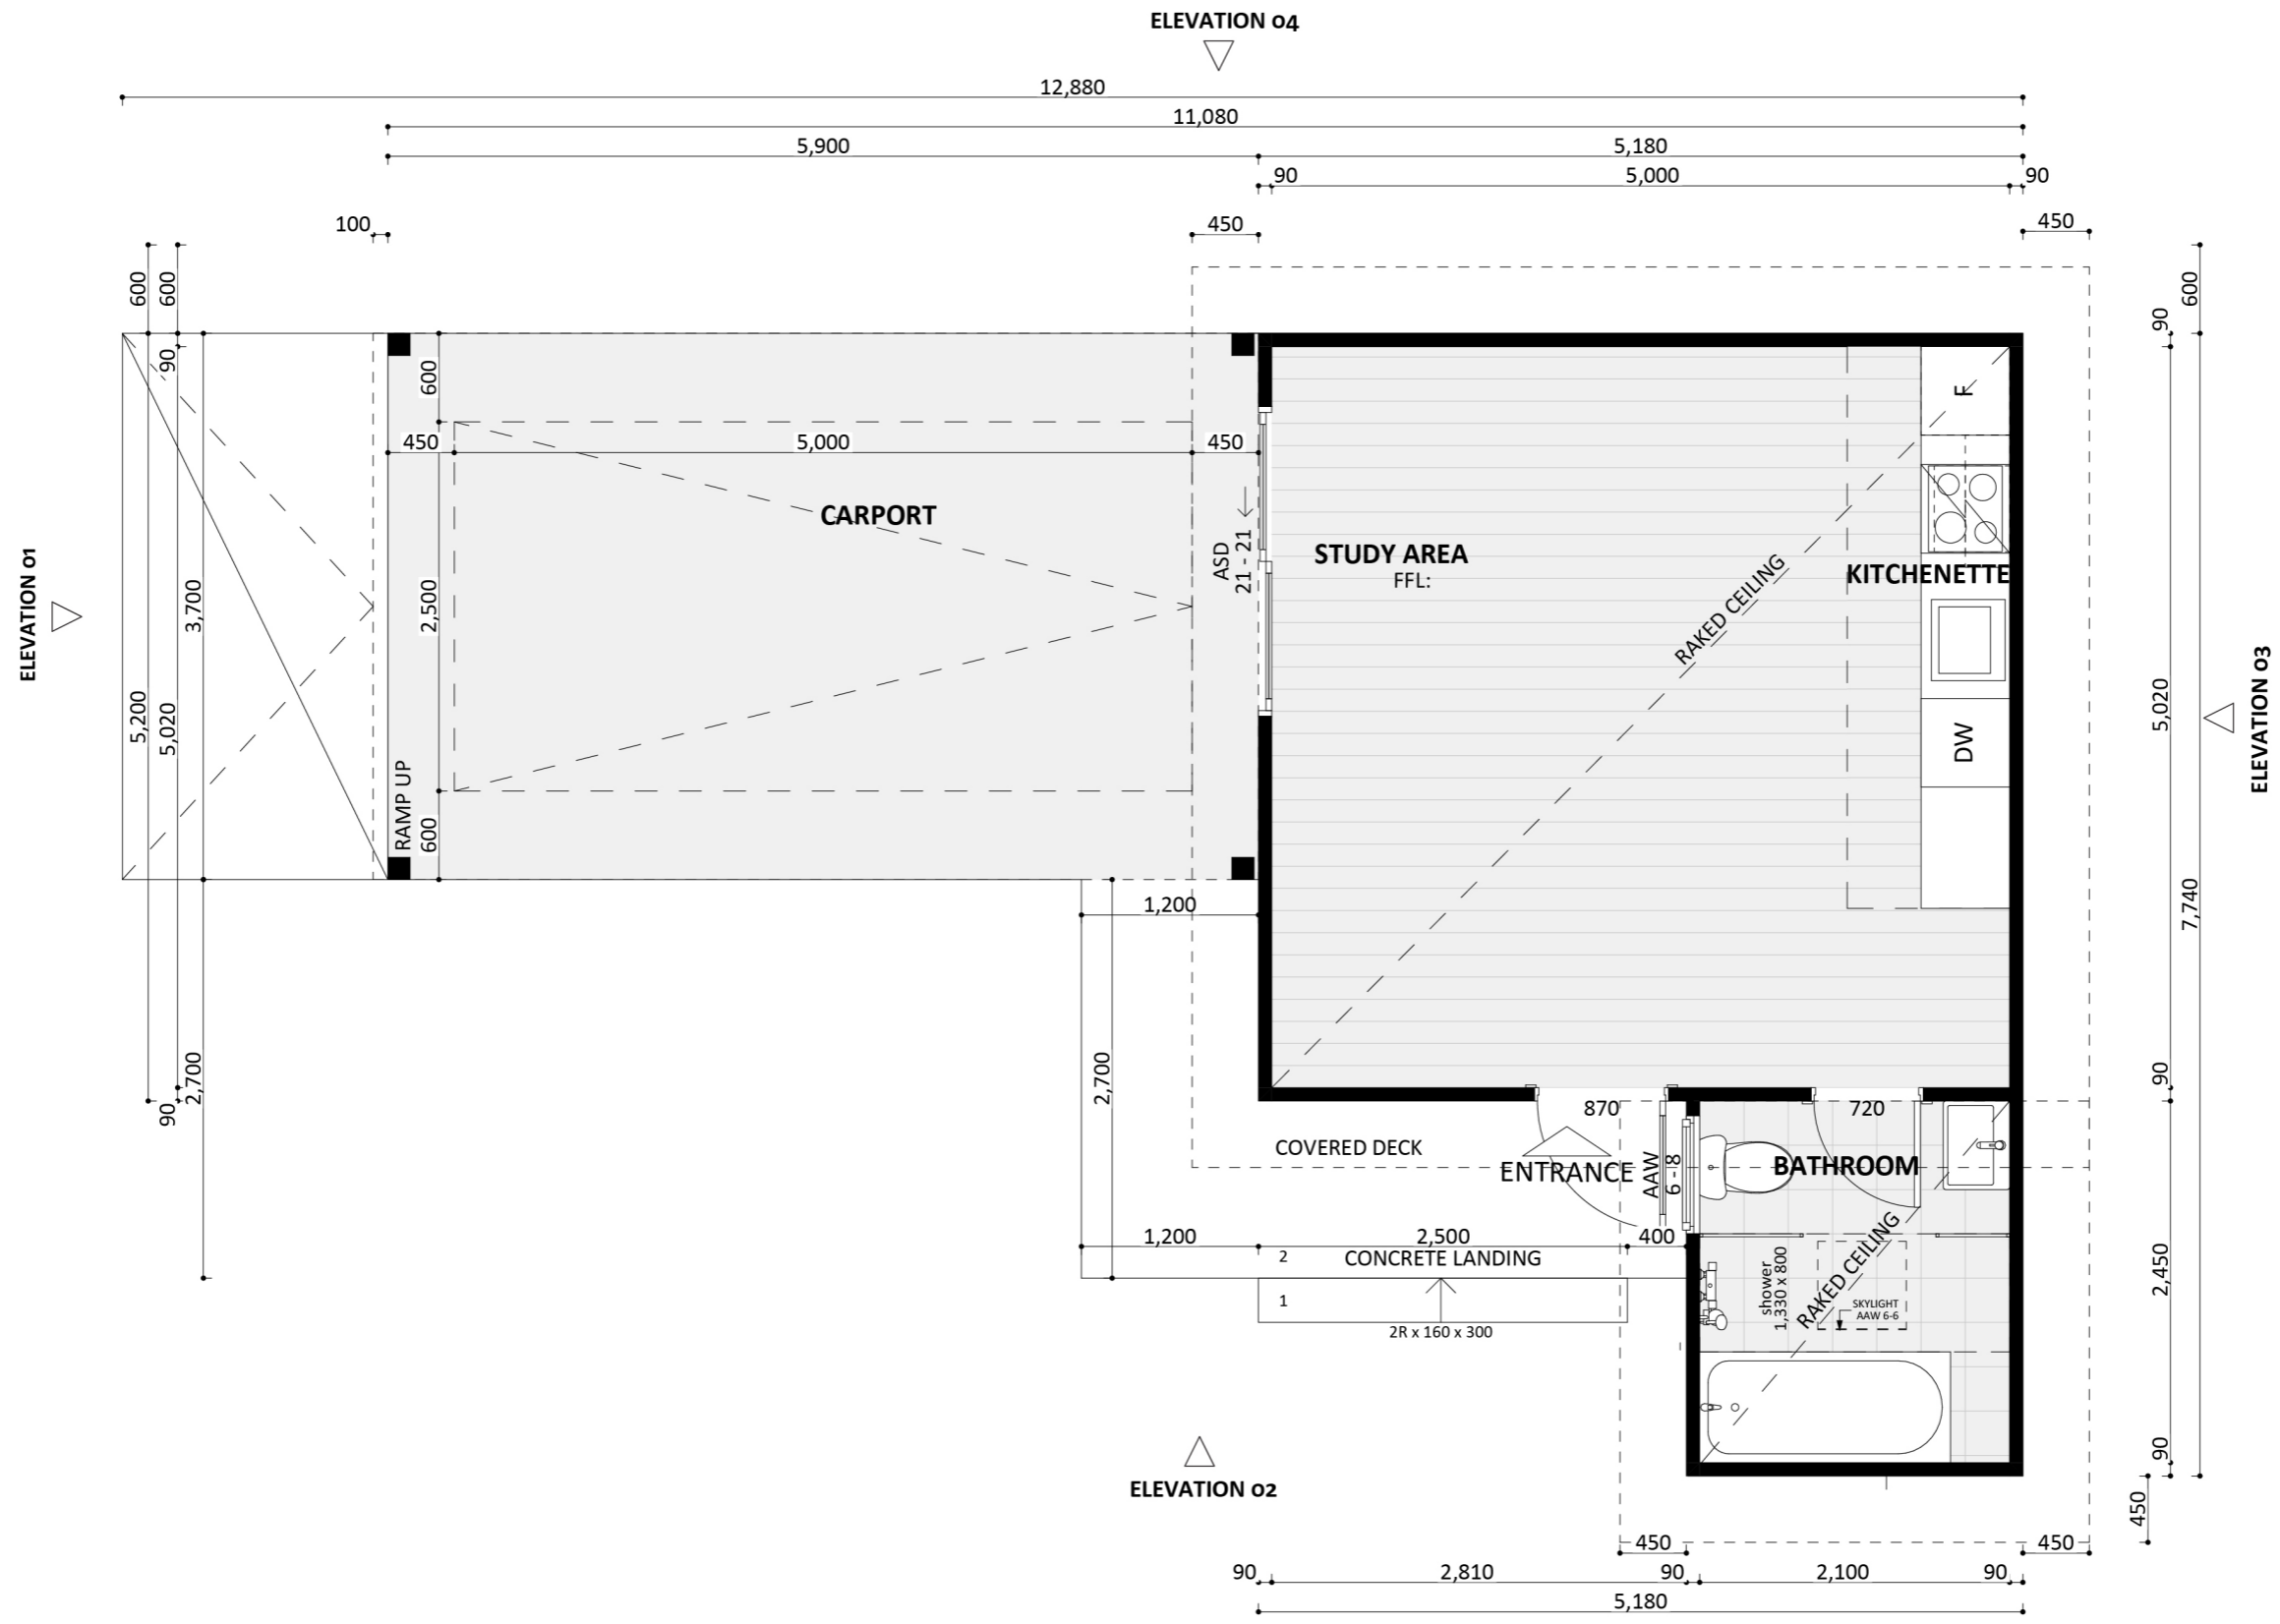 ELEVATION 04
12,880
11,080
5,900
5,180
90
5,000
90
100
450
450
600
600
600
90
90
600
450
5,000
450
CARPORT
ASD
21 - 21
STUDY AREA
FFL:
RAKED CEILING
F
KITCHENETTE
DW
ELEVATION 01
3,700
2,500
5,200
5,020
RAMP UP
600
5,020
ELEVATION 03
7,740
1,200
2,700
90
2,700
90
870
720
COVERED DECK
ENTRANCE
AAW
6 - 8
BATHROOM
1,200
2,500
400
2
CONCRETE LANDING
1
2R x 160 x 300
shower
1,330 x 800
RAKED CEILING
SKYLIGHT
AAW 6-6
2,450
90
450
ELEVATION 02
450
450
90
2,810
90
2,100
90
5,180